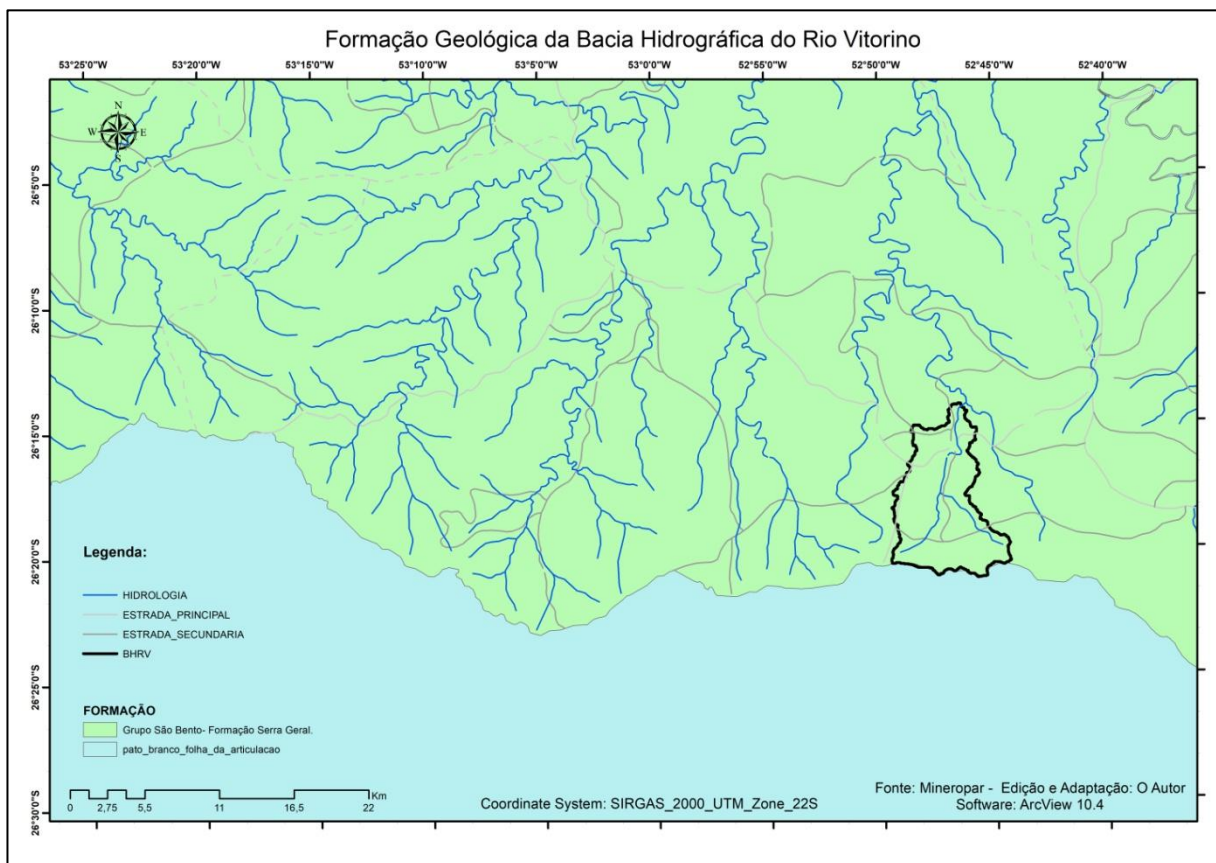 Formação Geológica da Bacia Hidrográfica do Rio Vitorino
53°25'0"O 53°20'0"O 53°15'0"O 53°10'0"O 53°5'0"O 53°0'0"O 52°55'0"O 52°50'0"O 52°45'0"O 52°40'0"O
N
W E
S
26°5'0"S
26°10'0"S
26°15'0"S
26°20'0"S
26°25'0"S
26°30'0"S
Legenda:
HIDROLOGIA
ESTRADA_PRINCIPAL
ESTRADA_SECUNDARIA
BHRV
FORMAÇÃO
Grupo São Bento- Formação Serra Geral.
pato_branco_folha_da_articulacao
Km
0 2,75 5,5 11 16,5 22
Coordinate System: SIRGAS_2000_UTM_Zone_22S
Fonte: Mineropar - Edição e Adaptação: O Autor
Software: ArcView 10.4